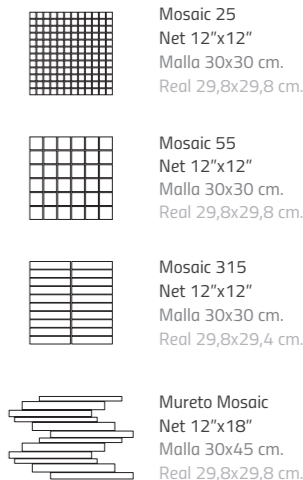 Mosaic 25
Net 12”x12”
Malla 30x30 cm.
Real 29,8x29,8 cm.
Mosaic 55
Net 12”x12”
Malla 30x30 cm.
Real 29,8x29,8 cm.
Mosaic 315
Net 12”x12”
Malla 30x30 cm.
Real 29,8x29,4 cm.
Mureto Mosaic
Net 12”x18”
Malla 30x45 cm.
Real 29,8x29,8 cm.